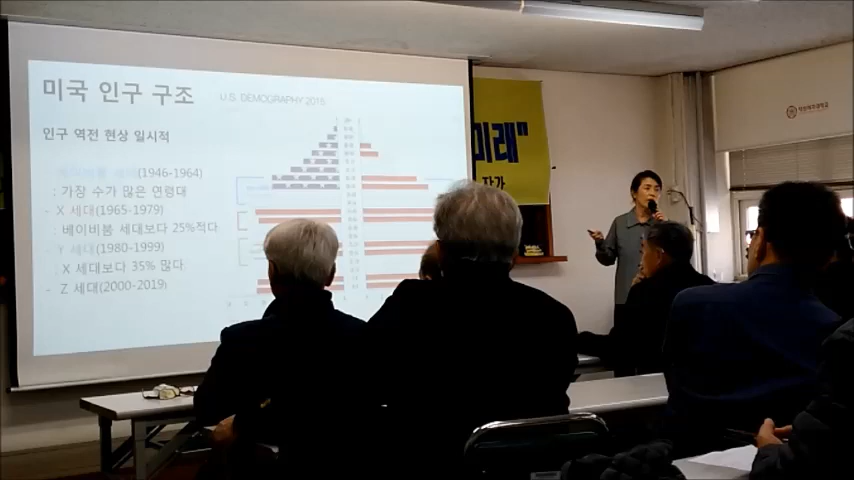 미국 인구 구조
U.S. DEMOGRAPHY 2015
인구 역전 현상 일시적
(1946-1964)
: 가장 수가 많은 연령대
- X 세대(1965-1979)
: 베이비붐 세대보다 25%적다
Y 세대(1980-1999)
: X 세대보다 35% 많다
- Z 세대(2000-2019)
미래"
작가